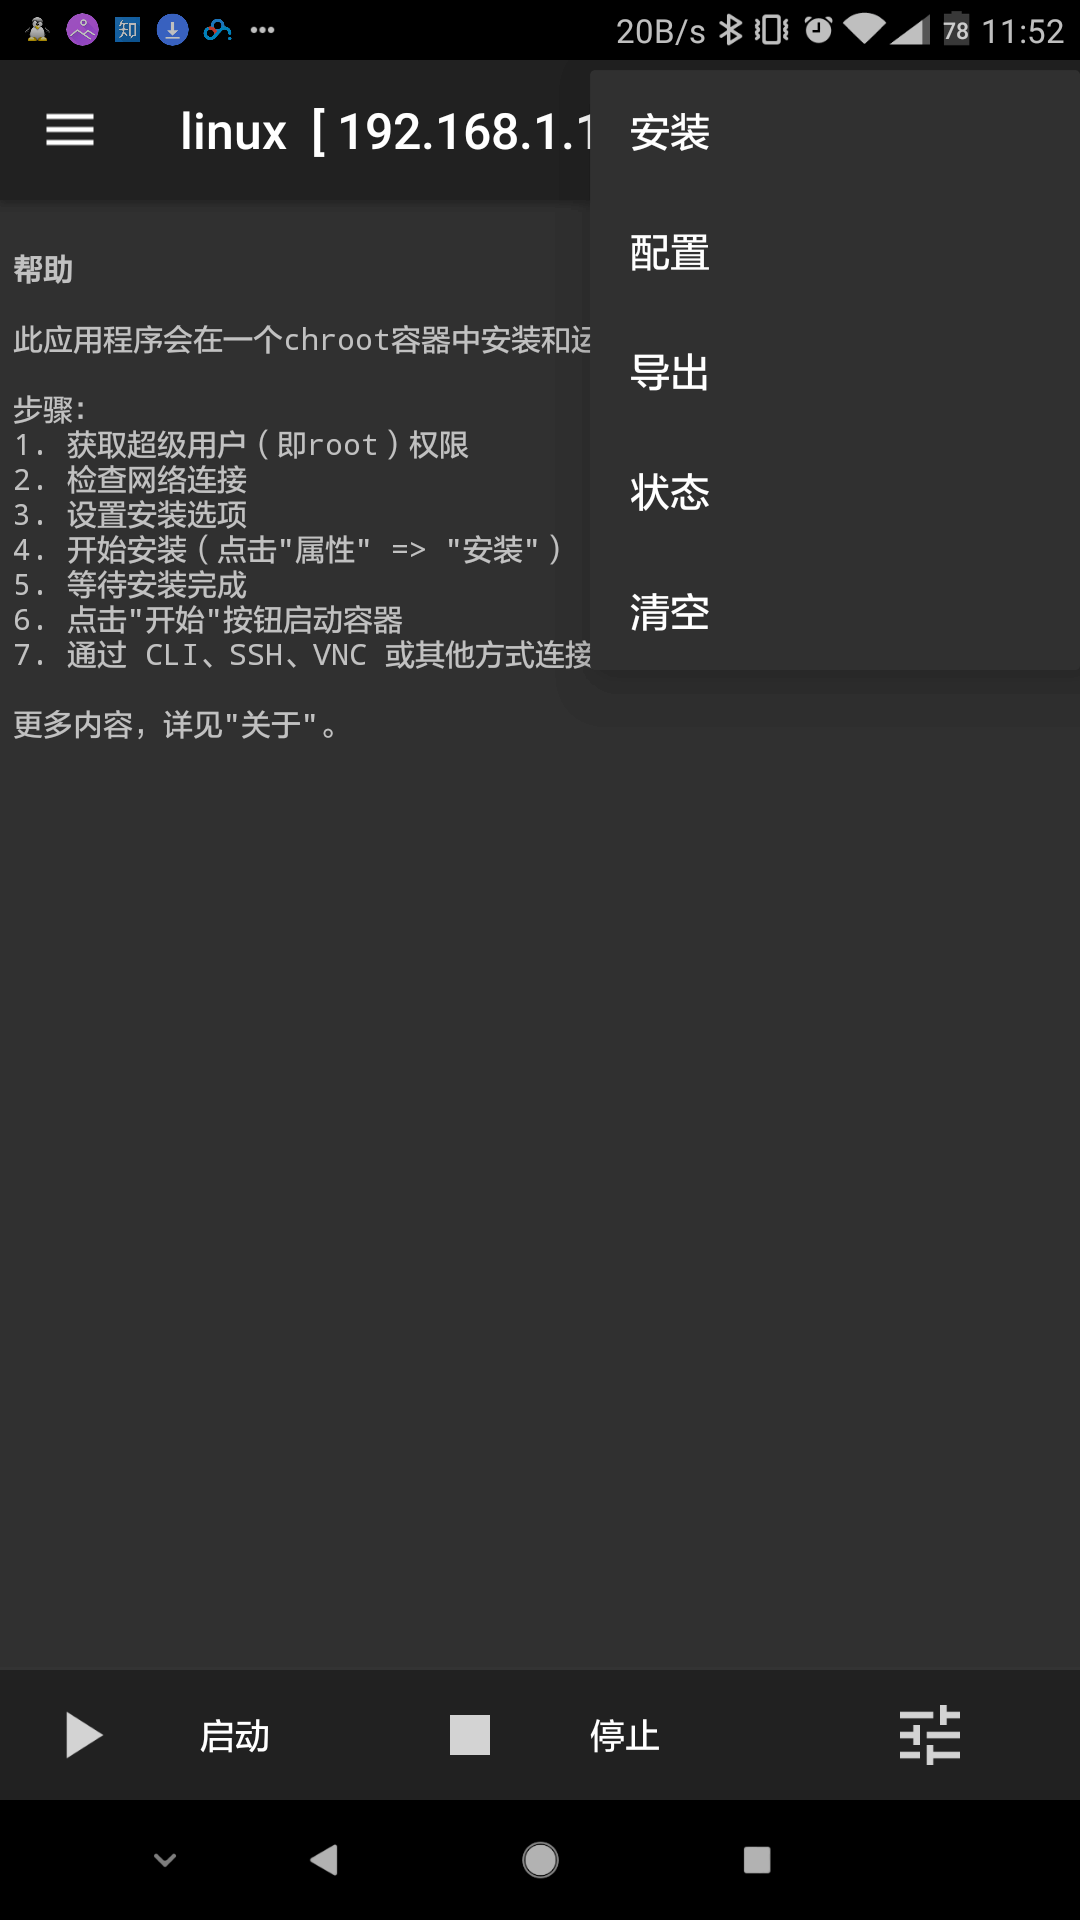 知 20B/s 78 11:52
linux [ 192.168.1.1
安装
配置
导出
状态
清空
帮助
此应用程序会在一个chroot容器中安装和运
步骤:
1. 获取超级用户（即root）权限
2. 检查网络连接
3. 设置安装选项
4. 开始安装（点击"属性" => "安装"）
5. 等待安装完成
6. 点击"开始"按钮启动容器
7. 通过 CLI、SSH、VNC 或其他方式连接
更多内容，详见"关于"。
启动 停止